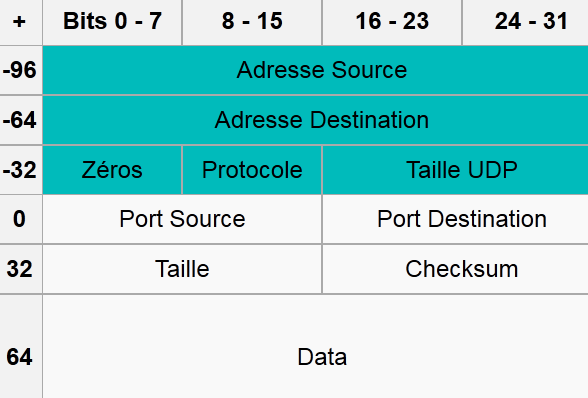 + Bits 0 - 7 8 - 15 16 - 23 24 - 31
-96 Adresse Source
-64 Adresse Destination
-32 Zéros Protocole Taille UDP
0 Port Source Port Destination
32 Taille Checksum
64 Data